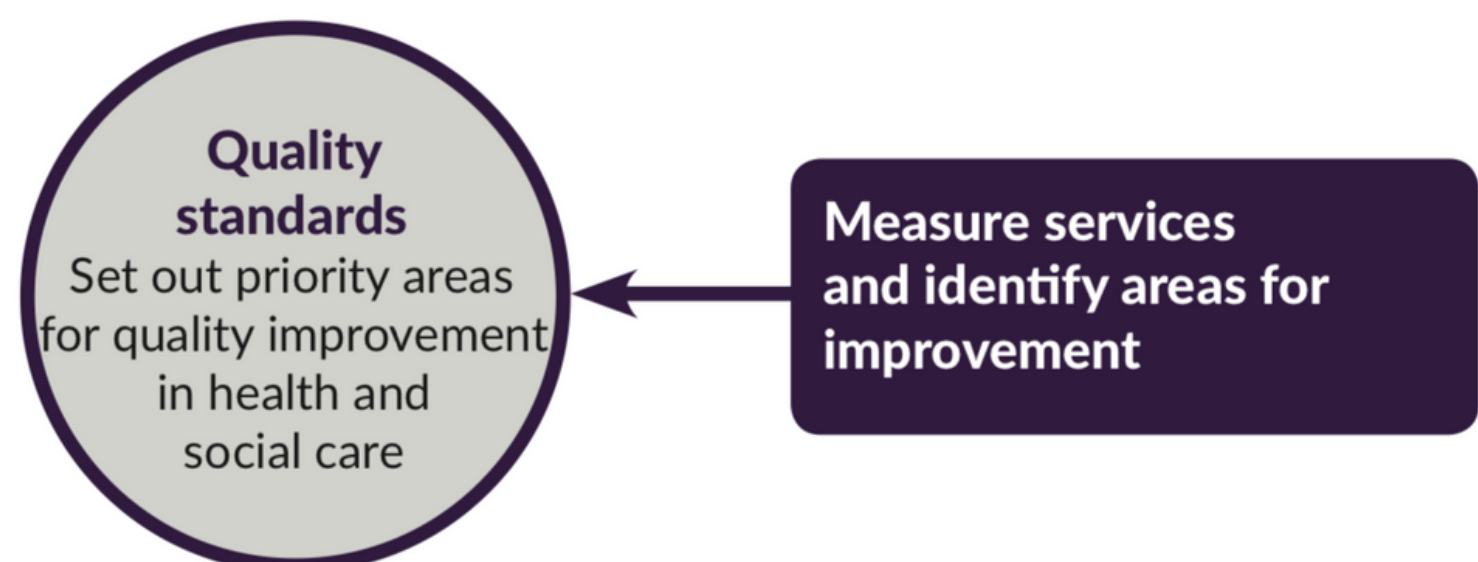 Quality
standards
Set out priority areas
for quality improvement
in health and
social care
Measure services
and identify areas for
improvement